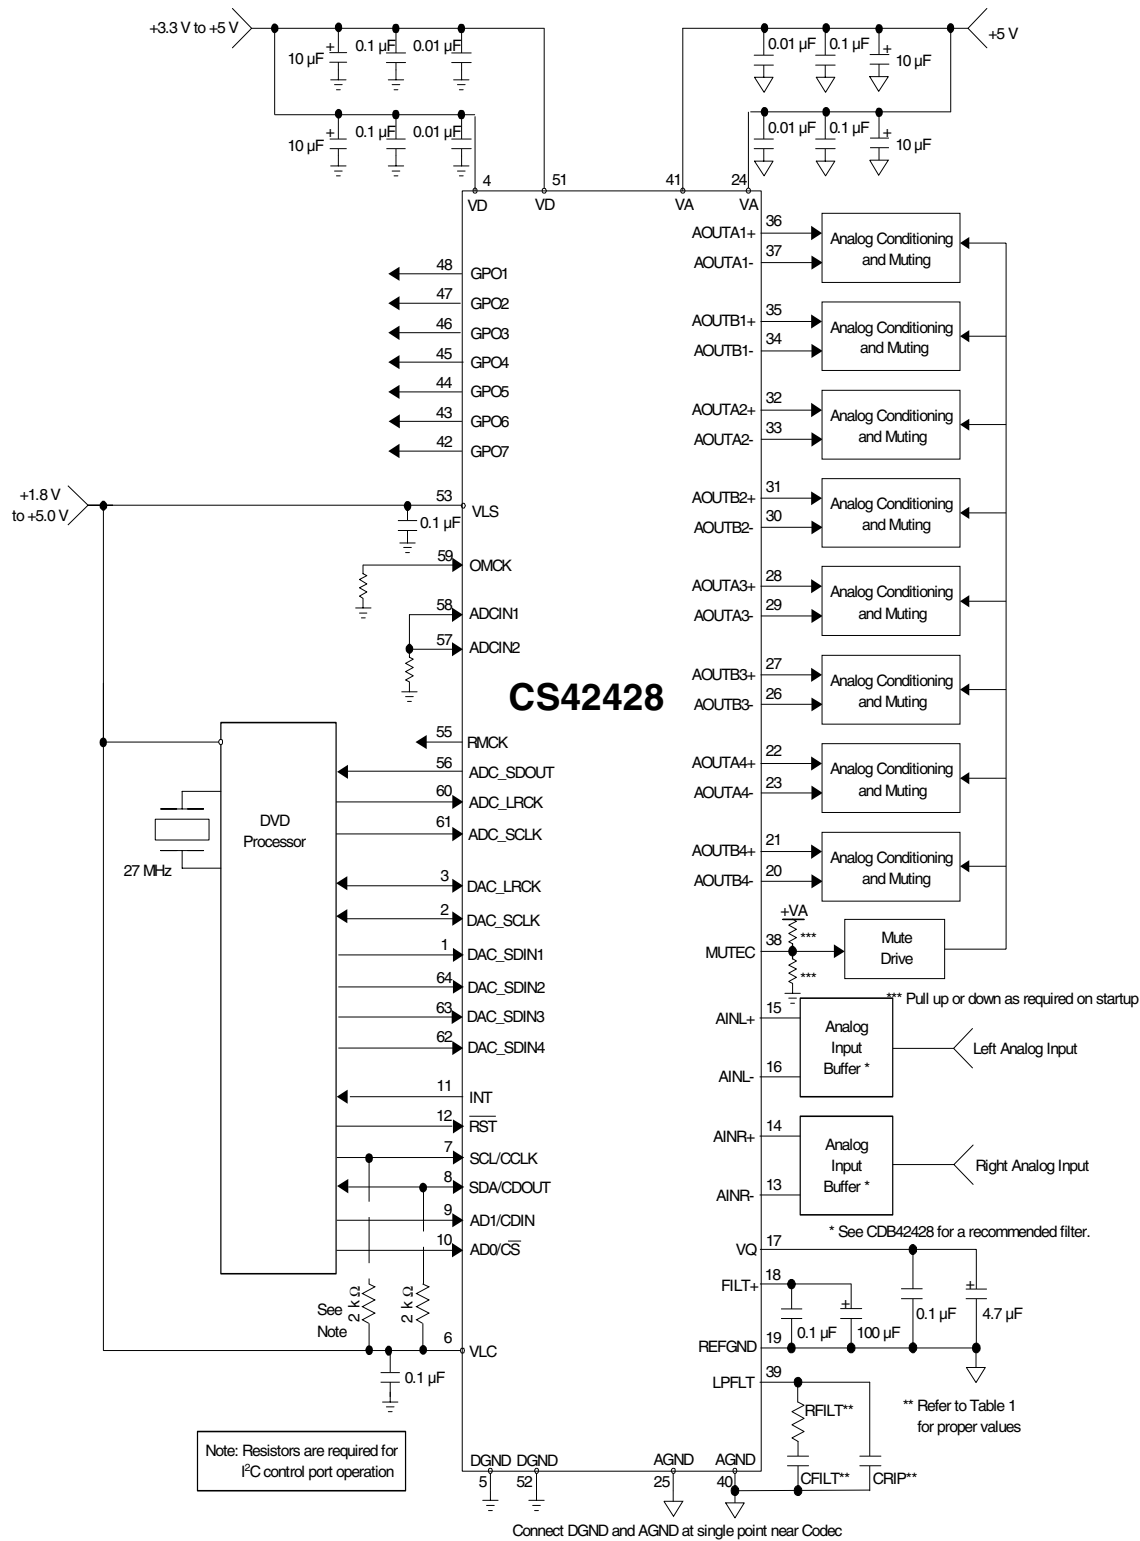 +3.3 V to +5 V
10 µF
+
0.1 µF
0.01 µF
0.01 µF
0.1 µF
+
10 µF
+5 V
10 µF
+
0.1 µF
0.01 µF
0.01 µF
0.1 µF
+
10 µF
4
51
41
24
VD
VD
VA
VA
48
GPO1
47
GPO2
46
GPO3
45
GPO4
44
GPO5
43
GPO6
42
GPO7
+1.8 V
to +5.0 V
53
VLS
0.1 µF
59
OMCK
58
ADCIN1
57
ADCIN2
CS42428
55
RMCK
56
ADC_SDOUT
60
ADC_LRCK
61
ADC_SCLK
DVD
Processor
27 MHz
3
DAC_LRCK
2
DAC_SCLK
1
DAC_SDIN1
64
DAC_SDIN2
63
DAC_SDIN3
62
DAC_SDIN4
11
INT
12
RST
7
SCL/CCLK
8
SDA/CDOUT
9
AD1/CDIN
10
AD0/CS
See
Note
2 k Ω
2 k Ω
6
VLC
0.1 µF
AOUTA1+
36
AOUTA1-
37
Analog Conditioning
and Muting
AOUTB1+
35
AOUTB1-
34
Analog Conditioning
and Muting
AOUTA2+
32
AOUTA2-
33
Analog Conditioning
and Muting
AOUTB2+
31
AOUTB2-
30
Analog Conditioning
and Muting
AOUTA3+
28
AOUTA3-
29
Analog Conditioning
and Muting
AOUTB3+
27
AOUTB3-
26
Analog Conditioning
and Muting
AOUTA4+
22
AOUTA4-
23
Analog Conditioning
and Muting
AOUTB4+
21
AOUTB4-
20
Analog Conditioning
and Muting
+VA
***
MUTEC
38
***
Mute
Drive
*** Pull up or down as required on startup
AINL+
15
AINL-
16
Analog
Input
Buffer *
Left Analog Input
AINR+
14
AINR-
13
Analog
Input
Buffer *
Right Analog Input
* See CDB42428 for a recommended filter.
VQ
17
FILT+
18
0.1 µF
+
100 µF
0.1 µF
+
4.7 µF
REFGND
19
LPFLT
39
RFILT**
CFILT**
CRIP**
** Refer to Table 1
for proper values
Note: Resistors are required for
I²C control port operation
DGND
DGND
AGND
AGND
5
52
25
40
Connect DGND and AGND at single point near Codec